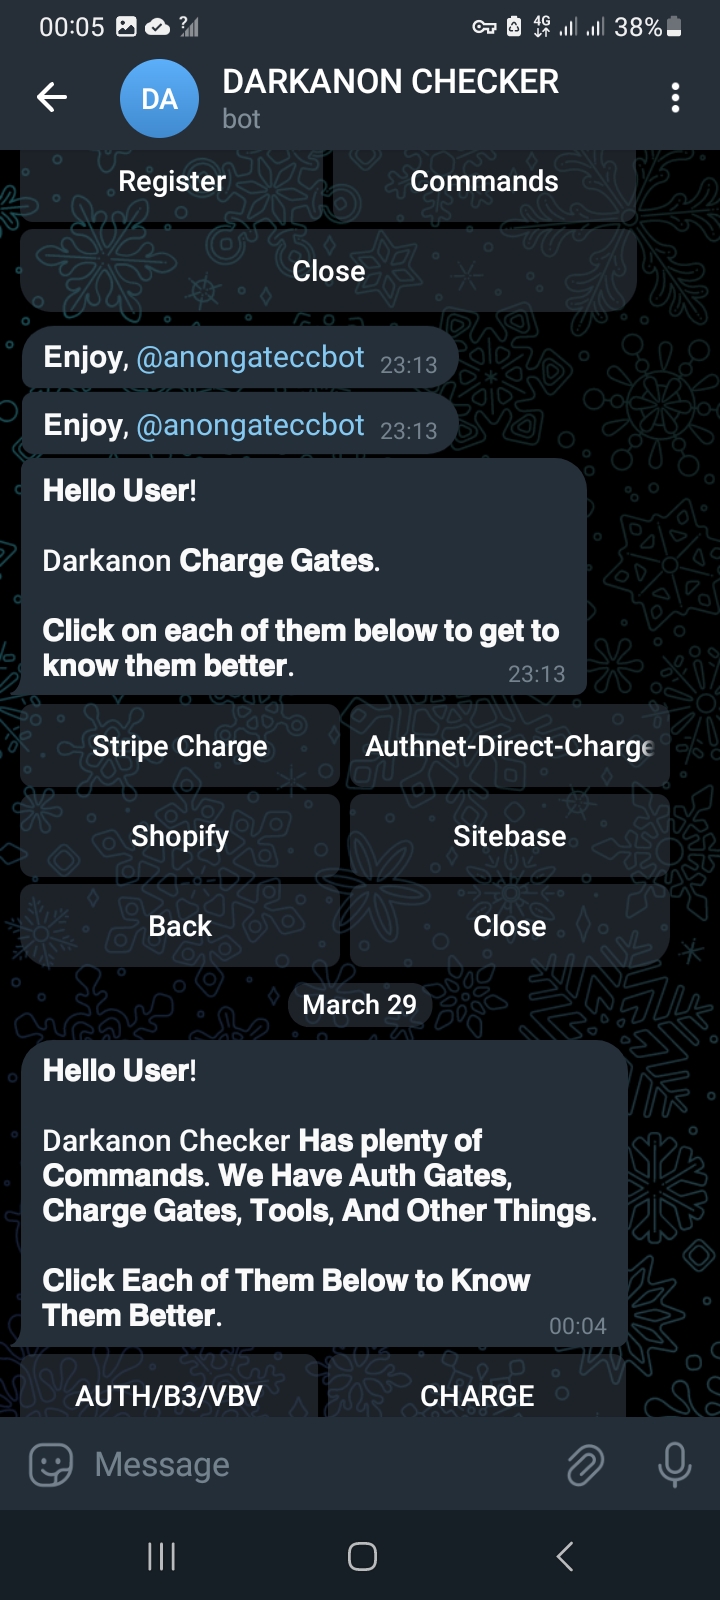 00:05
4G
38%
DA
DARKANON CHECKER
bot
Register
Commands
Close
Enjoy, @anongateccbot 23:13
Enjoy, @anongateccbot 23:13
Hello User!
Darkanon Charge Gates.
Click on each of them below to get to
know them better.
23:13
Stripe Charge
Authnet-Direct-Charge
Shopify
Sitebase
Back
Close
March 29
Hello User!
Darkanon Checker Has plenty of
Commands. We Have Auth Gates,
Charge Gates, Tools, And Other Things.
Click Each of Them Below to Know
Them Better.
00:04
AUTH/B3/VBV
CHARGE
Message